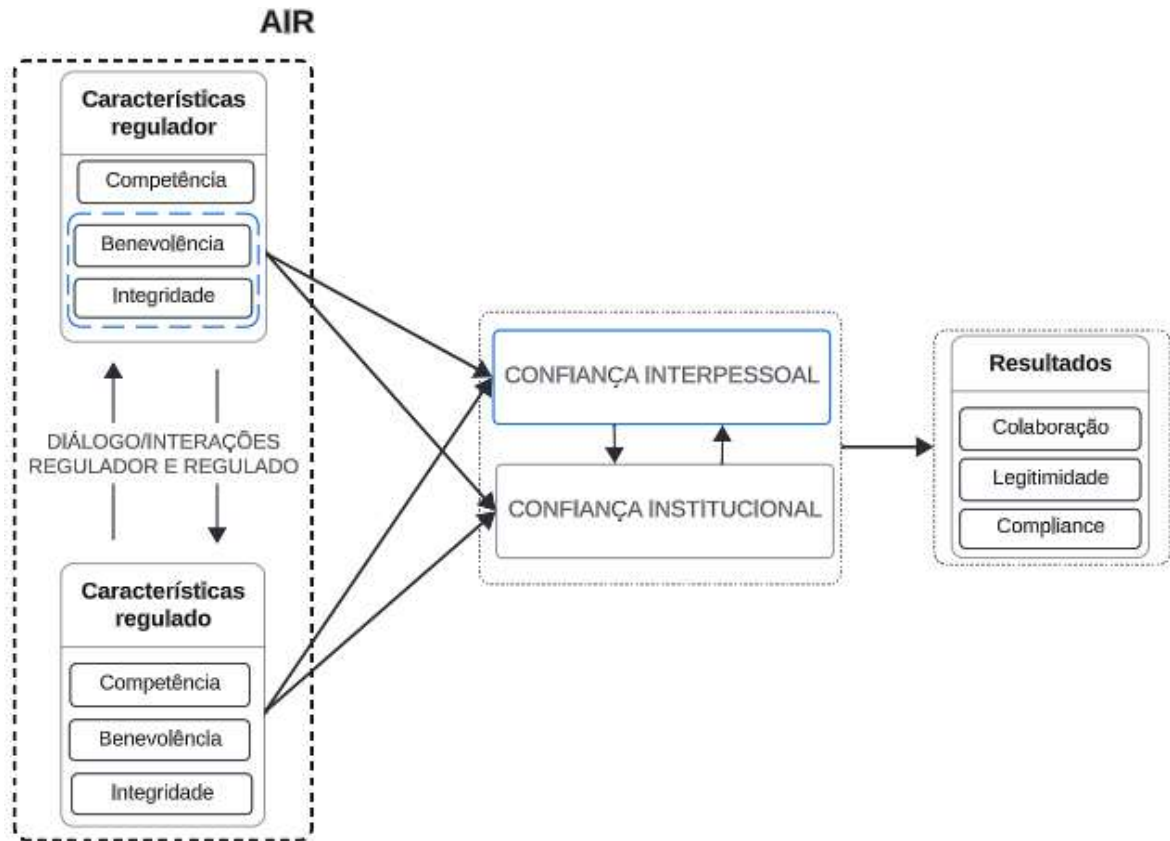 AIR
Características
regulador
Competência
Benevolência
Integridade
DIÁLOGO/INTERAÇÕES
REGULADOR E REGULADO
Características
regulado
Competência
Benevolência
Integridade
CONFIANÇA INTERPESSOAL
CONFIANÇA INSTITUCIONAL
Resultados
Colaboração
Legitimidade
Compliance